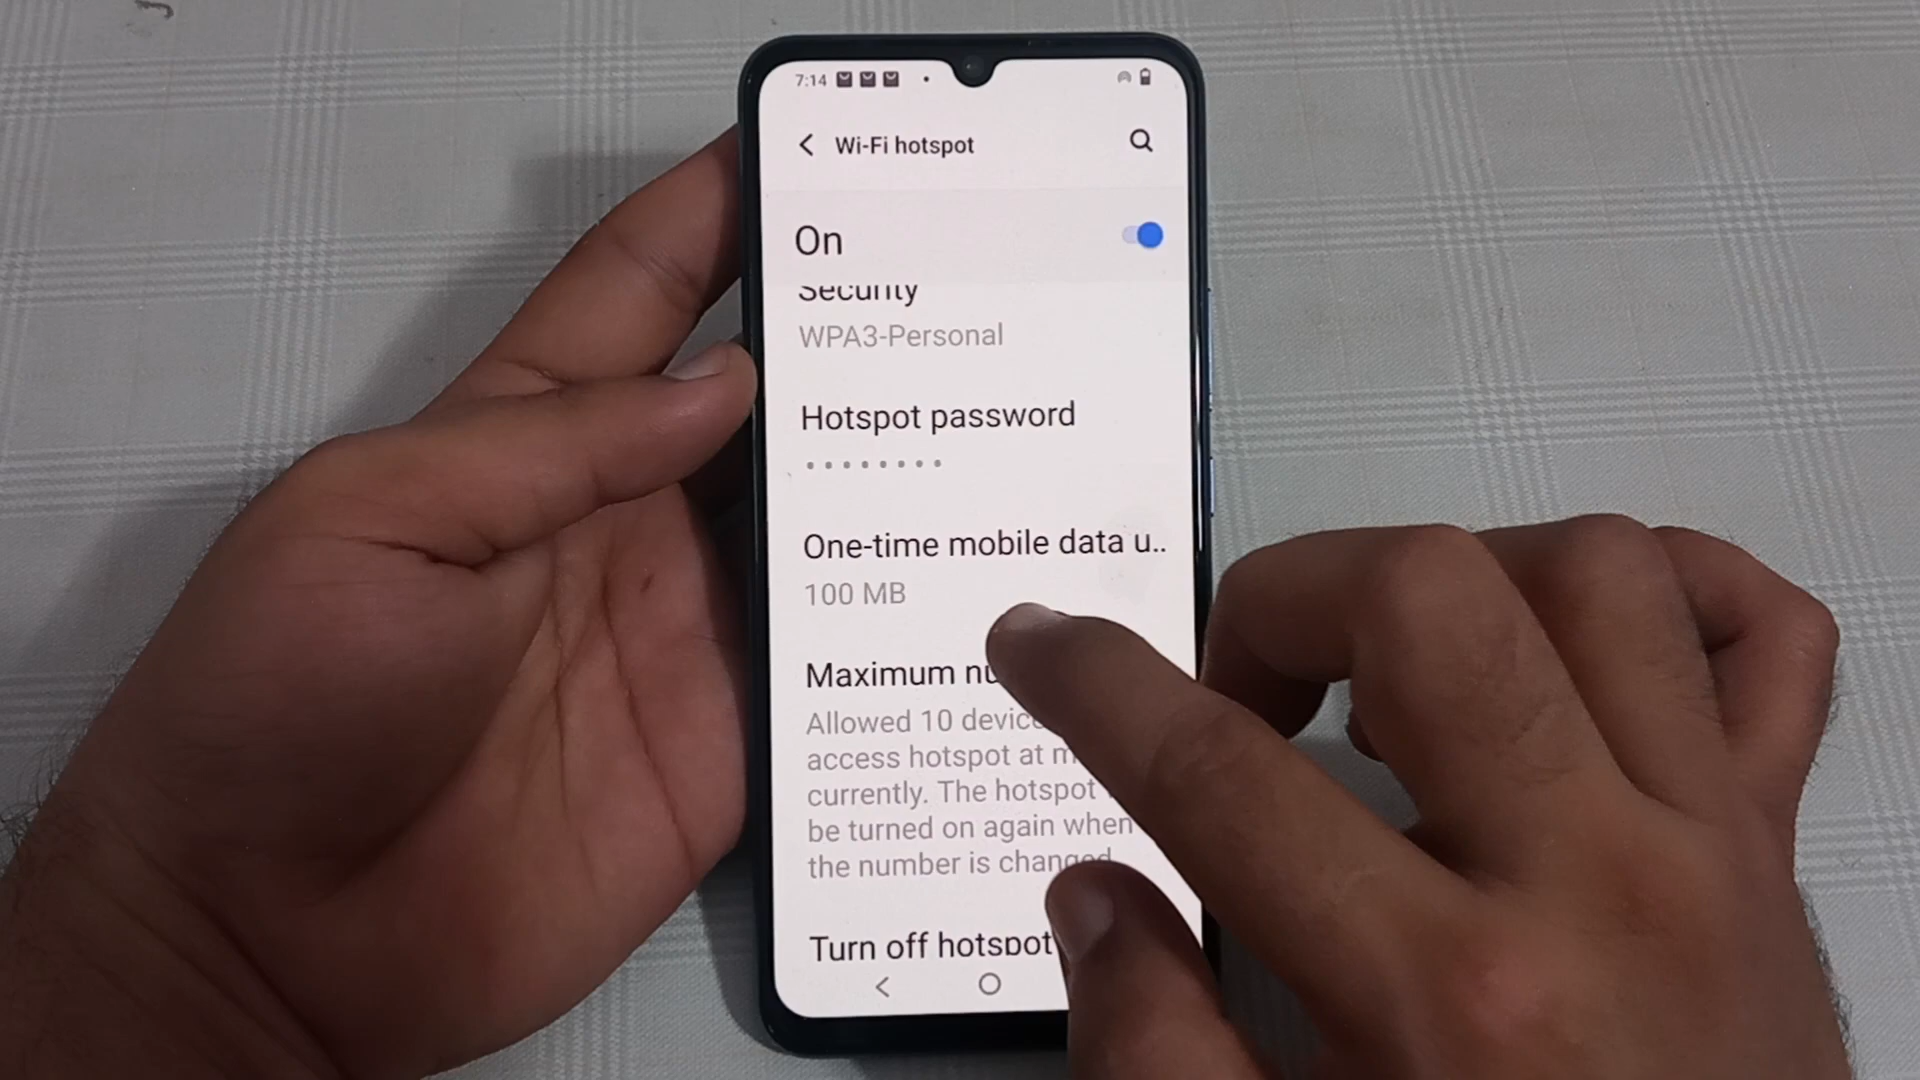 7:14
Wi-Fi hotspot
On
Security
WPA3-Personal
Hotspot password
One-time mobile data u..
100 MB
Maximum
Allowed 10
access hotspot at
currently. The hotspot
be turned on again when
the number is changed
Turn off hotspot